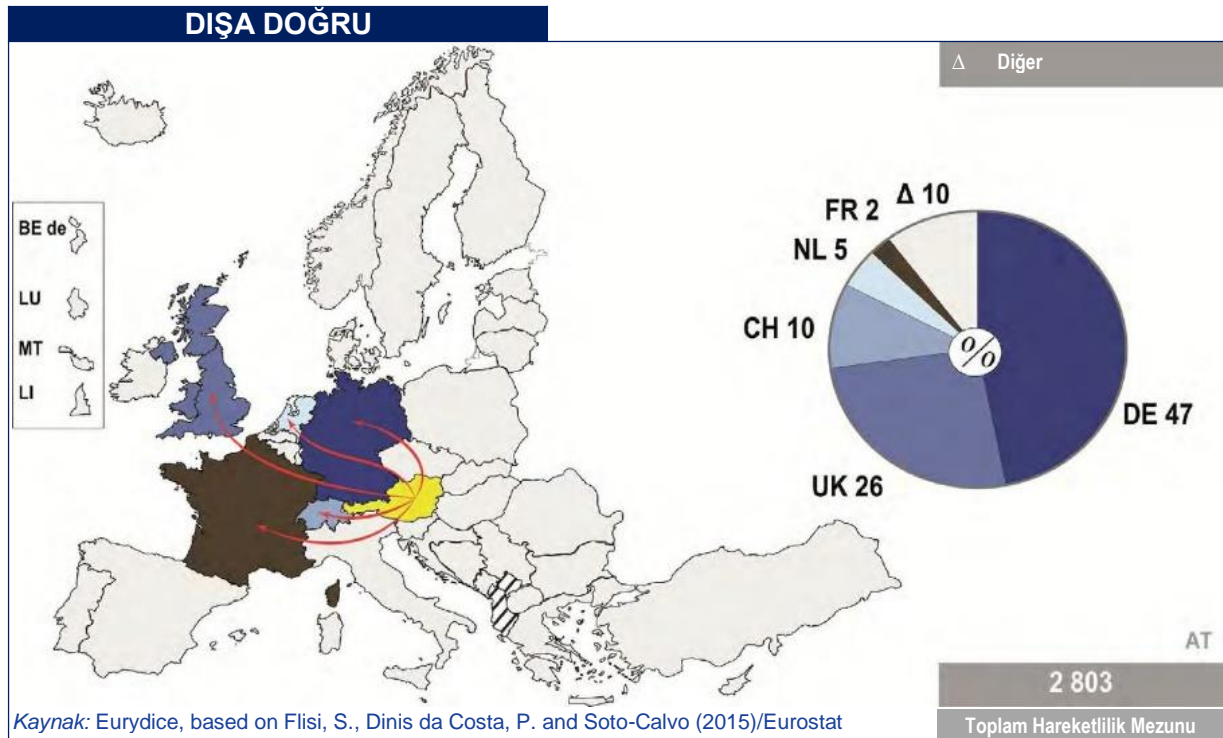 DIŞA DOĞRU
Δ Diğer
BE de
LU
MT
LI
FR 2
Δ 10
NL 5
CH 10
%
DE 47
UK 26
AT
2 803
Toplam Hareketlilik Mezunu
Kaynak: Eurydice, based on Flisi, S., Dinis da Costa, P. and Soto-Calvo (2015)/Eurostat